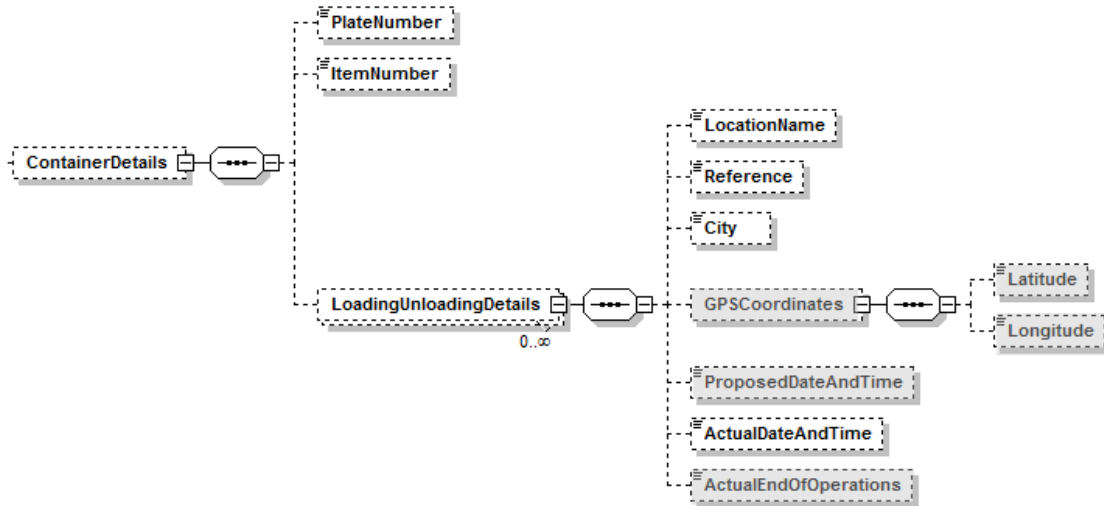 PlateNumber
ItemNumber
ContainerDetails
LocationName
Reference
City
LoadingUnloadingDetails
0..∞
GPSCoordinates
Latitude
Longitude
ProposedDateAndTime
ActualDateAndTime
ActualEndOfOperations